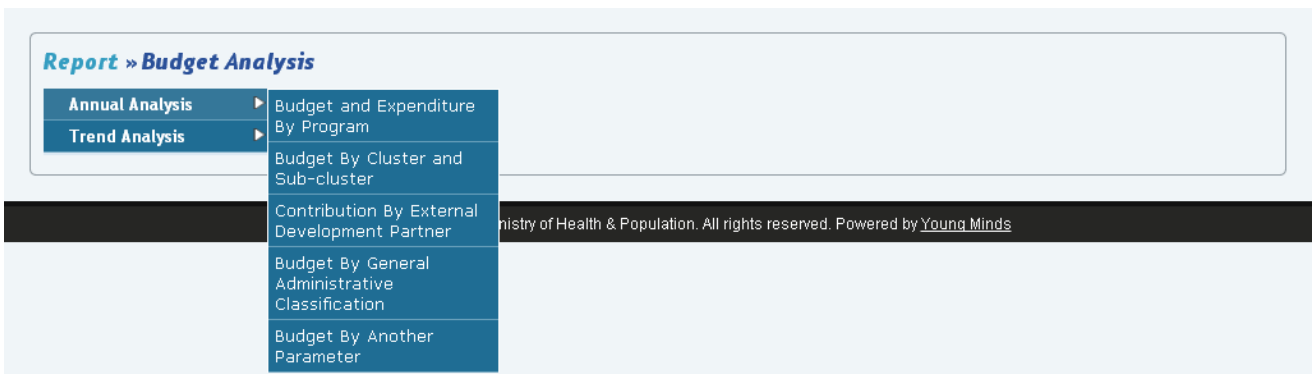 Report » Budget Analysis
Annual Analysis
Trend Analysis
Budget and Expenditure
By Program
Budget By Cluster and
Sub-cluster
Contribution By External
Development Partner
Budget By General
Administrative
Classification
Budget By Another
Parameter
of Health & Population. All rights reserved. Powered by Young Minds